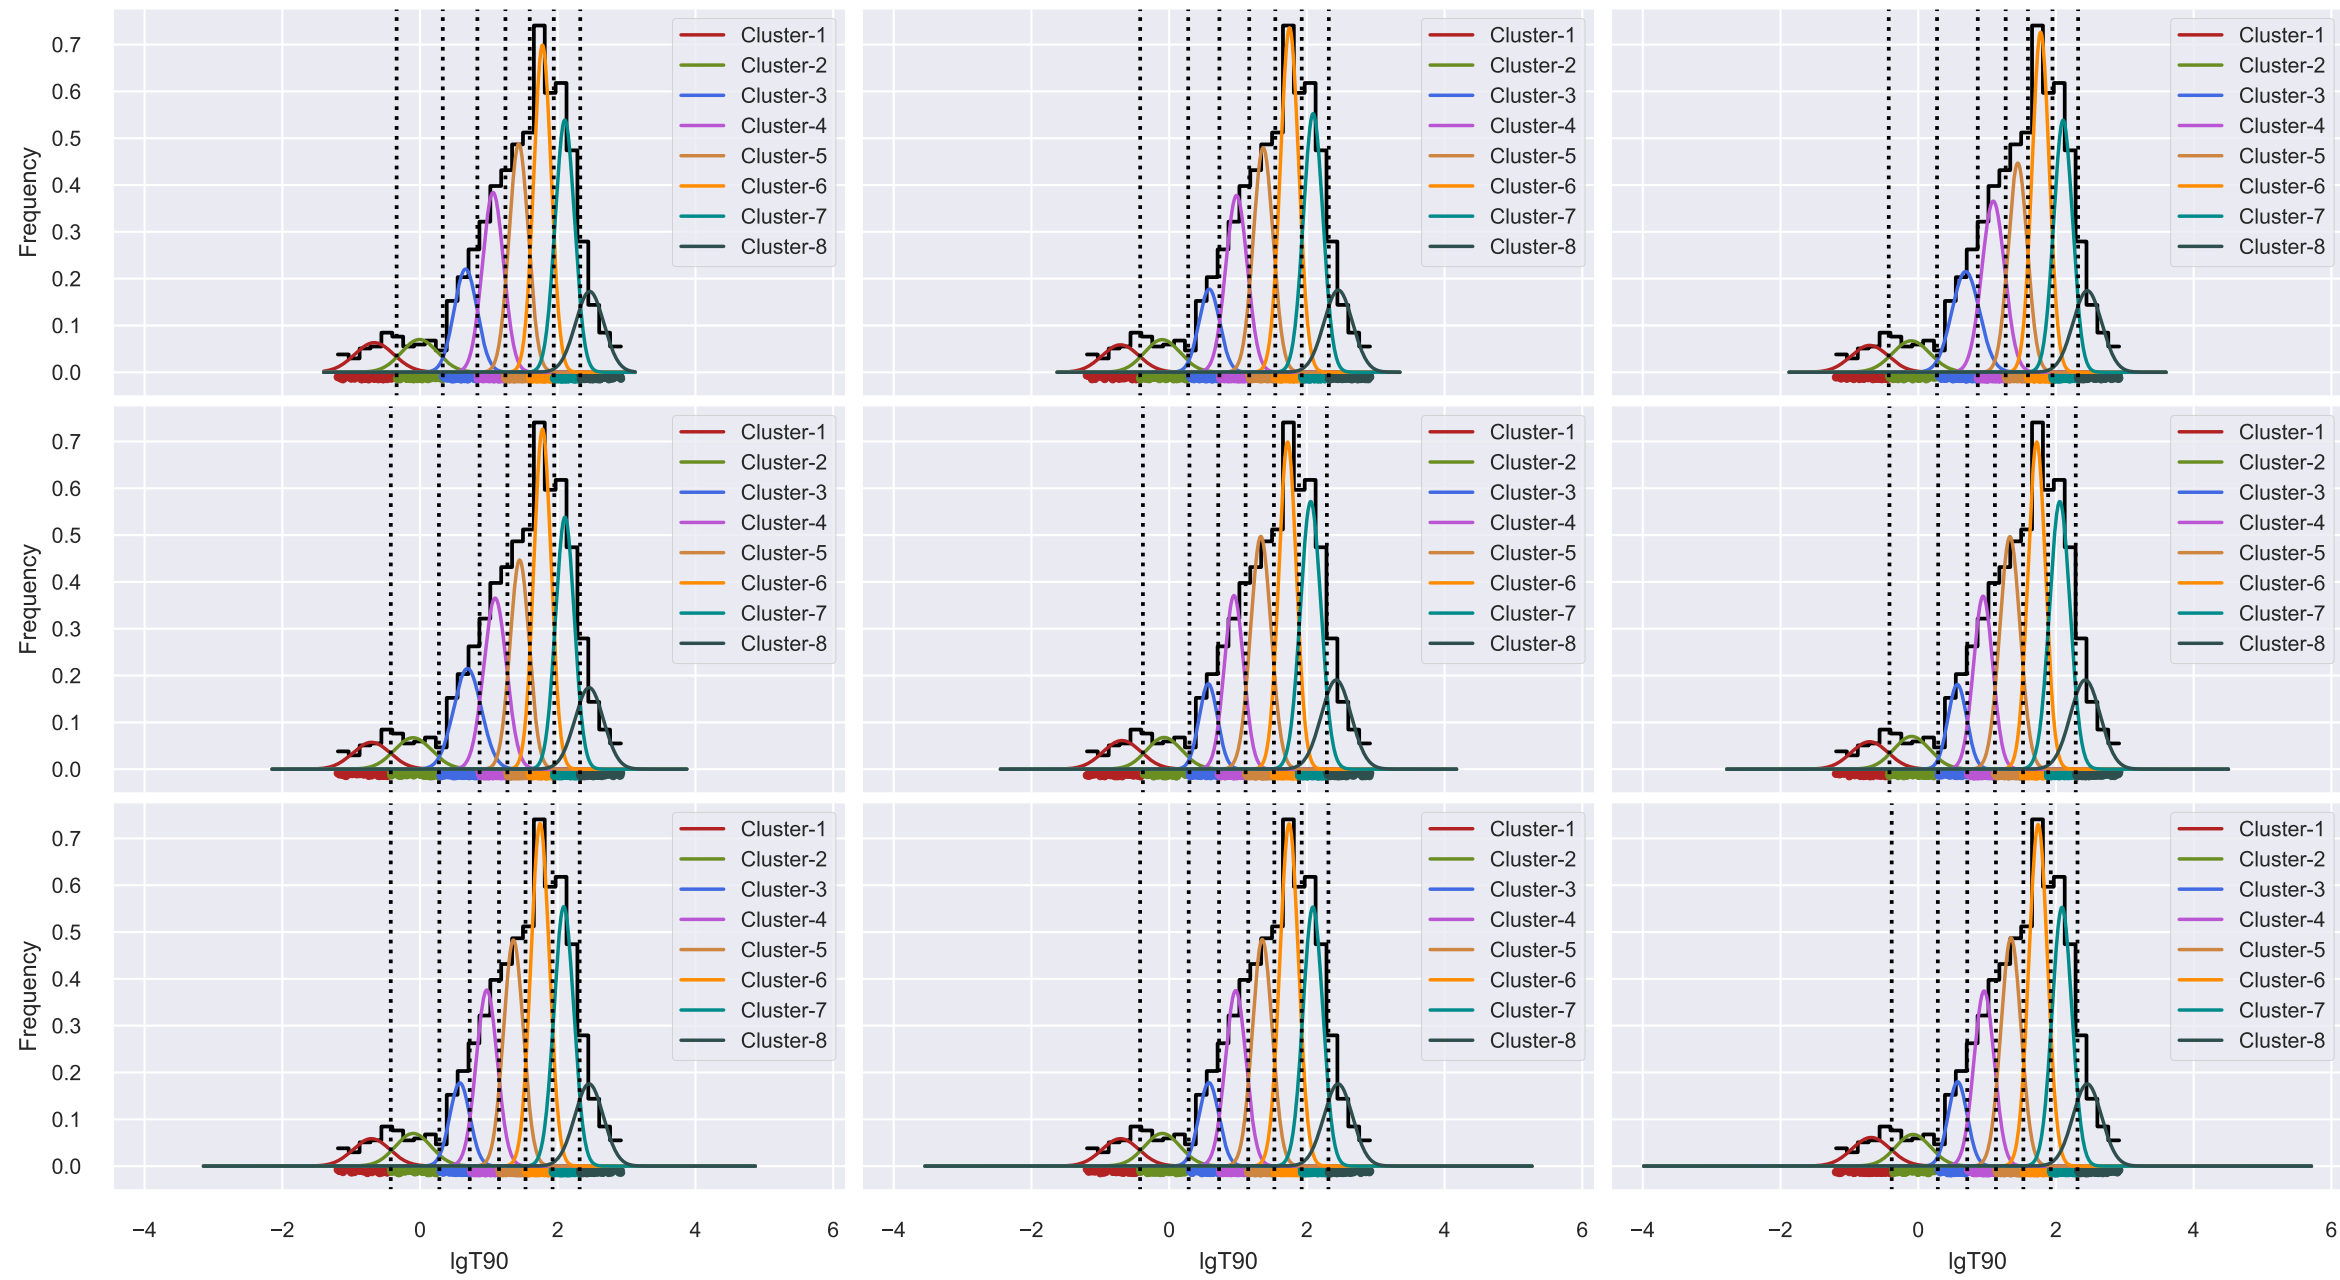 Frequency
0.7
0.6
0.5
0.4
0.3
0.2
0.1
0.0
Cluster-1
Cluster-2
Cluster-3
Cluster-4
Cluster-5
Cluster-6
Cluster-7
Cluster-8
Cluster-1
Cluster-2
Cluster-3
Cluster-4
Cluster-5
Cluster-6
Cluster-7
Cluster-8
Cluster-1
Cluster-2
Cluster-3
Cluster-4
Cluster-5
Cluster-6
Cluster-7
Cluster-8
Frequency
0.7
0.6
0.5
0.4
0.3
0.2
0.1
0.0
Cluster-1
Cluster-2
Cluster-3
Cluster-4
Cluster-5
Cluster-6
Cluster-7
Cluster-8
Cluster-1
Cluster-2
Cluster-3
Cluster-4
Cluster-5
Cluster-6
Cluster-7
Cluster-8
Cluster-1
Cluster-2
Cluster-3
Cluster-4
Cluster-5
Cluster-6
Cluster-7
Cluster-8
Frequency
0.7
0.6
0.5
0.4
0.3
0.2
0.1
0.0
Cluster-1
Cluster-2
Cluster-3
Cluster-4
Cluster-5
Cluster-6
Cluster-7
Cluster-8
Cluster-1
Cluster-2
Cluster-3
Cluster-4
Cluster-5
Cluster-6
Cluster-7
Cluster-8
Cluster-1
Cluster-2
Cluster-3
Cluster-4
Cluster-5
Cluster-6
Cluster-7
Cluster-8
−4 −2 0 2 4 6
lgT90
−4 −2 0 2 4 6
lgT90
−4 −2 0 2 4 6
lgT90